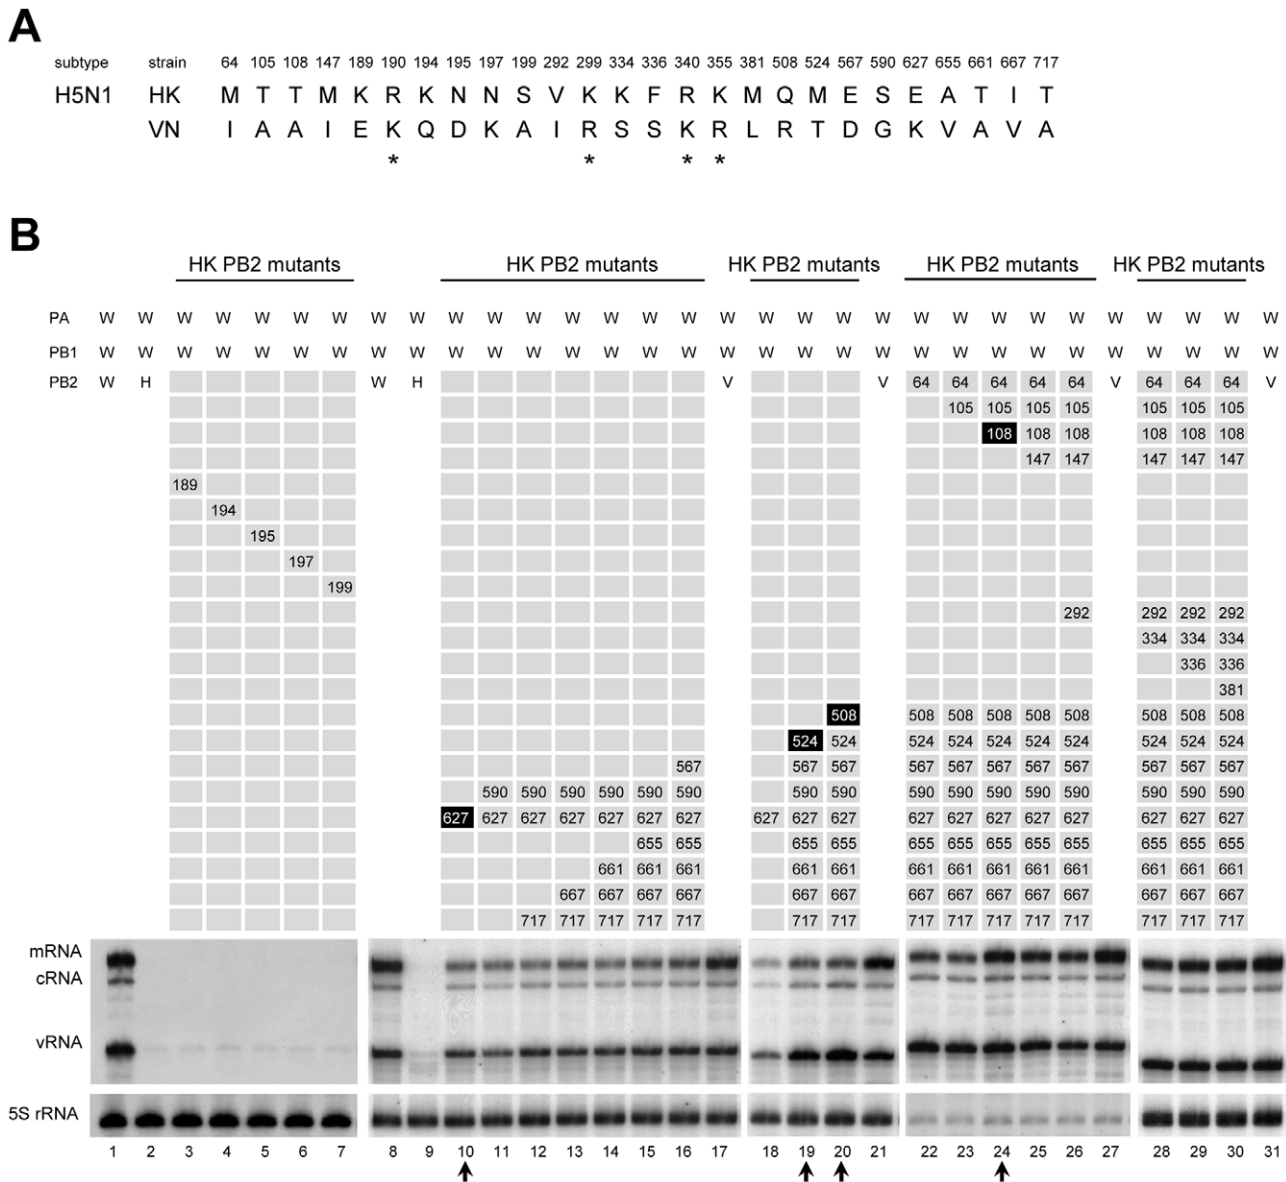 A
subtype strain 64 105 108 147 189 190 194 195 197 199 292 299 334 336 340 355 381 508 524 567 590 627 655 661 667 717
H5N1 HK M T T M K R K N N S V K K F R K M Q M E S E A T I T
VN I A A I E K Q D K A I R S S K R L R T D G K V A V A
* * * *
B
HK PB2 mutants HK PB2 mutants HK PB2 mutants HK PB2 mutants HK PB2 mutants
PA W W W W W W W W W W W W W W W W W W W W W W W W W W W W W W W
PB1 W W W W W W W W W W W W W W W W W W W W W W W W W W W W W W W
PB2 W H W H V V 64 64 64 64 64 V 64 64 64 V
105 105 105 105 105 105 105
108 108 108 108 108 108
147 147 147 147 147
189
194
195
197
199
292 292 292 292
334 334 334
336 336
381
508 508 508 508 508 508 508 508 508
524 524 524 524 524 524 524 524 524 524
567 567 567 567 567 567 567 567 567 567 567
590 590 590 590 590 590 590 590 590 590 590 590 590 590 590 590
627 627 627 627 627 627 627 627 627 627 627 627 627 627 627 627 627 627
655 655 655 655 655 655 655 655 655 655 655 655
661 661 661 661 661 661 661 661 661 661 661 661 661
667 667 667 667 667 667 667 667 667 667 667 667 667 667
717 717 717 717 717 717 717 717 717 717 717 717 717 717 717
mRNA
cRNA
vRNA
5S rRNA
1 2 3 4 5 6 7 8 9 10 11 12 13 14 15 16 17 18 19 20 21 22 23 24 25 26 27 28 29 30 31